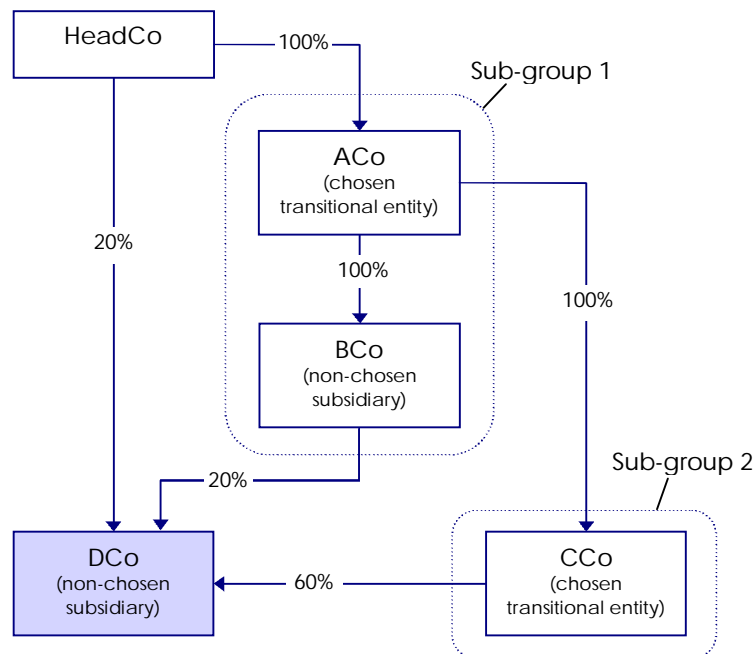 HeadCo
100%
Sub-group 1
ACo
(chosen
transitional entity)
20%
100%
100%
BCo
(non-chosen
subsidiary)
Sub-group 2
20%
DCo
(non-chosen
subsidiary)
60%
CCo
(chosen
transitional entity)